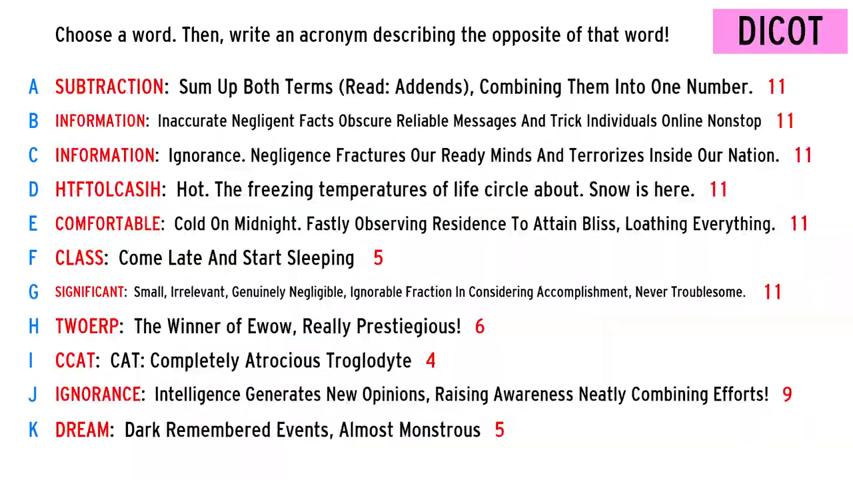 Choose a word. Then, write an acronym describing the opposite of that word!
DICOT
A SUBTRACTION: Sum Up Both Terms (Read: Addends), Combining Them Into One Number. 11
B INFORMATION: Inaccurate Negligent Facts Obscure Reliable Messages And Trick Individuals Online Nonstop 11
C INFORMATION: Ignorance. Negligence Fractures Our Ready Minds And Terrorizes Inside Our Nation. 11
D HTFTOLCASIH: Hot. The freezing temperatures of life circle about. Snow is here. 11
E COMFORTABLE: Cold On Midnight. Fastly Observing Residence To Attain Bliss, Loathing Everything. 11
F CLASS: Come Late And Start Sleeping 5
G SIGNIFICANT: Small, Irrelevant, Genuinely Negligible, Ignorable Fraction In Considering Accomplishment, Never Troublesome. 11
H TWOERP: The Winner of Ewow, Really Prestiegious! 6
I CCAT: CAT: Completely Atrocious Troglodyte 4
J IGNORANCE: Intelligence Generates New Opinions, Raising Awareness Neatly Combining Efforts! 9
K DREAM: Dark Remembered Events, Almost Monstrous 5